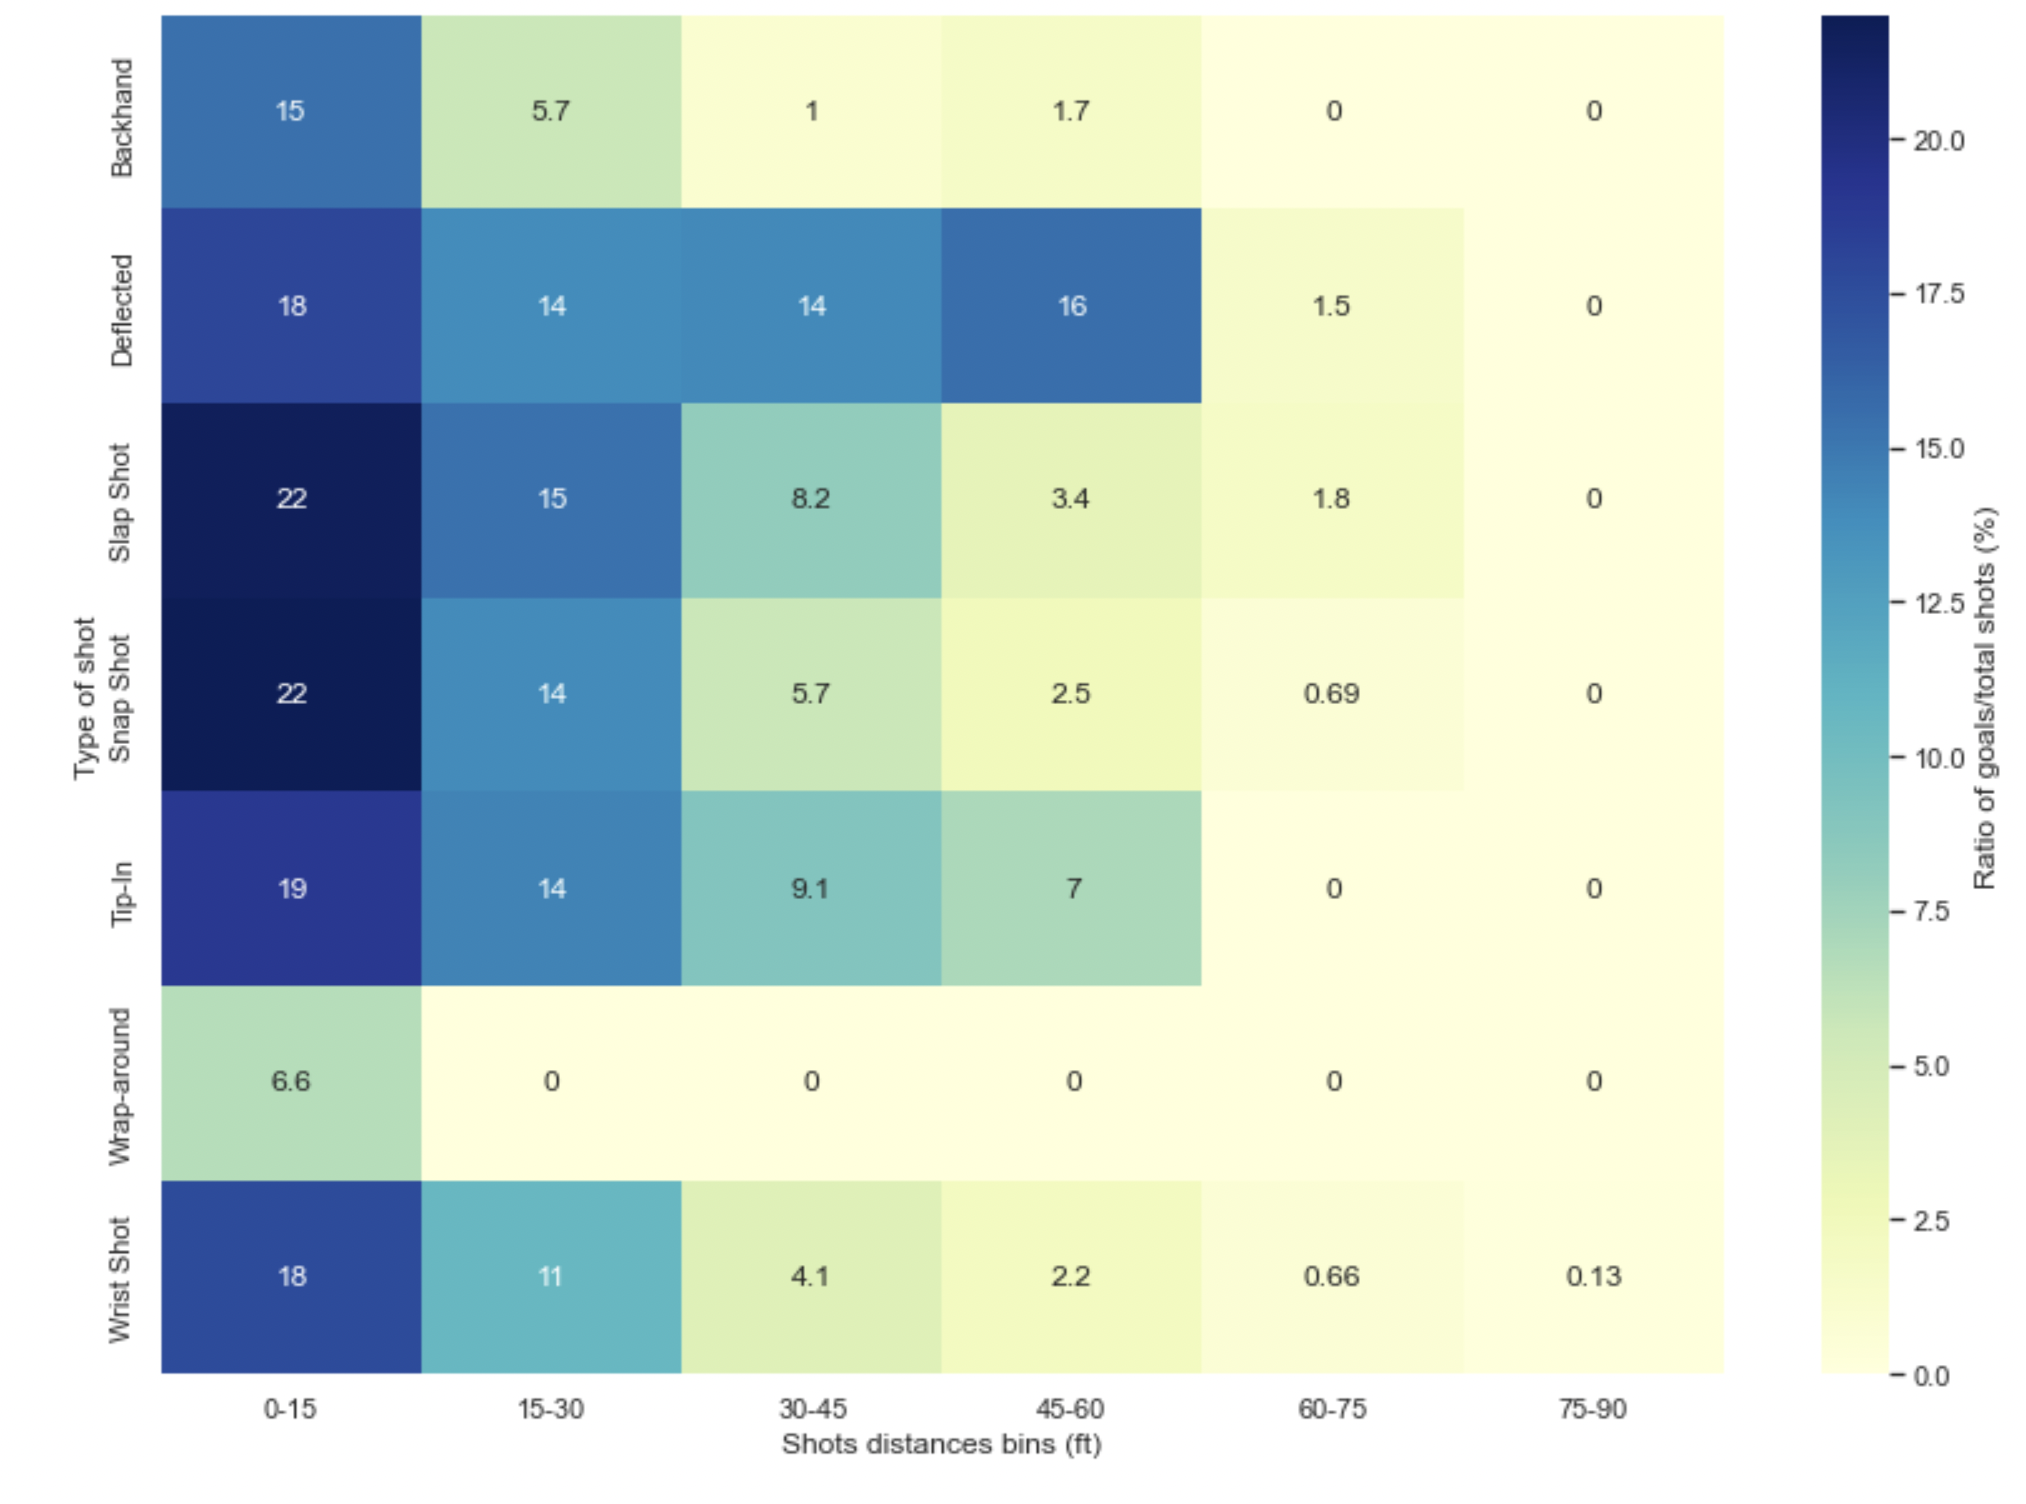 Type of shot
Backhand 15 5.7 1 1.7 0 0
Deflected 18 14 14 16 1.5 0
Slap Shot 22 15 8.2 3.4 1.8 0
Snap Shot 22 14 5.7 2.5 0.69 0
Tip-In 19 14 9.1 7 0 0
Wrap-around 6.6 0 0 0 0 0
Wrist Shot 18 11 4.1 2.2 0.66 0.13
0-15 15-30 30-45 45-60 60-75 75-90
Shots distances bins (ft)
20.0
17.5
15.0
12.5
10.0
7.5
5.0
2.5
0.0
Ratio of goals/total shots (%)